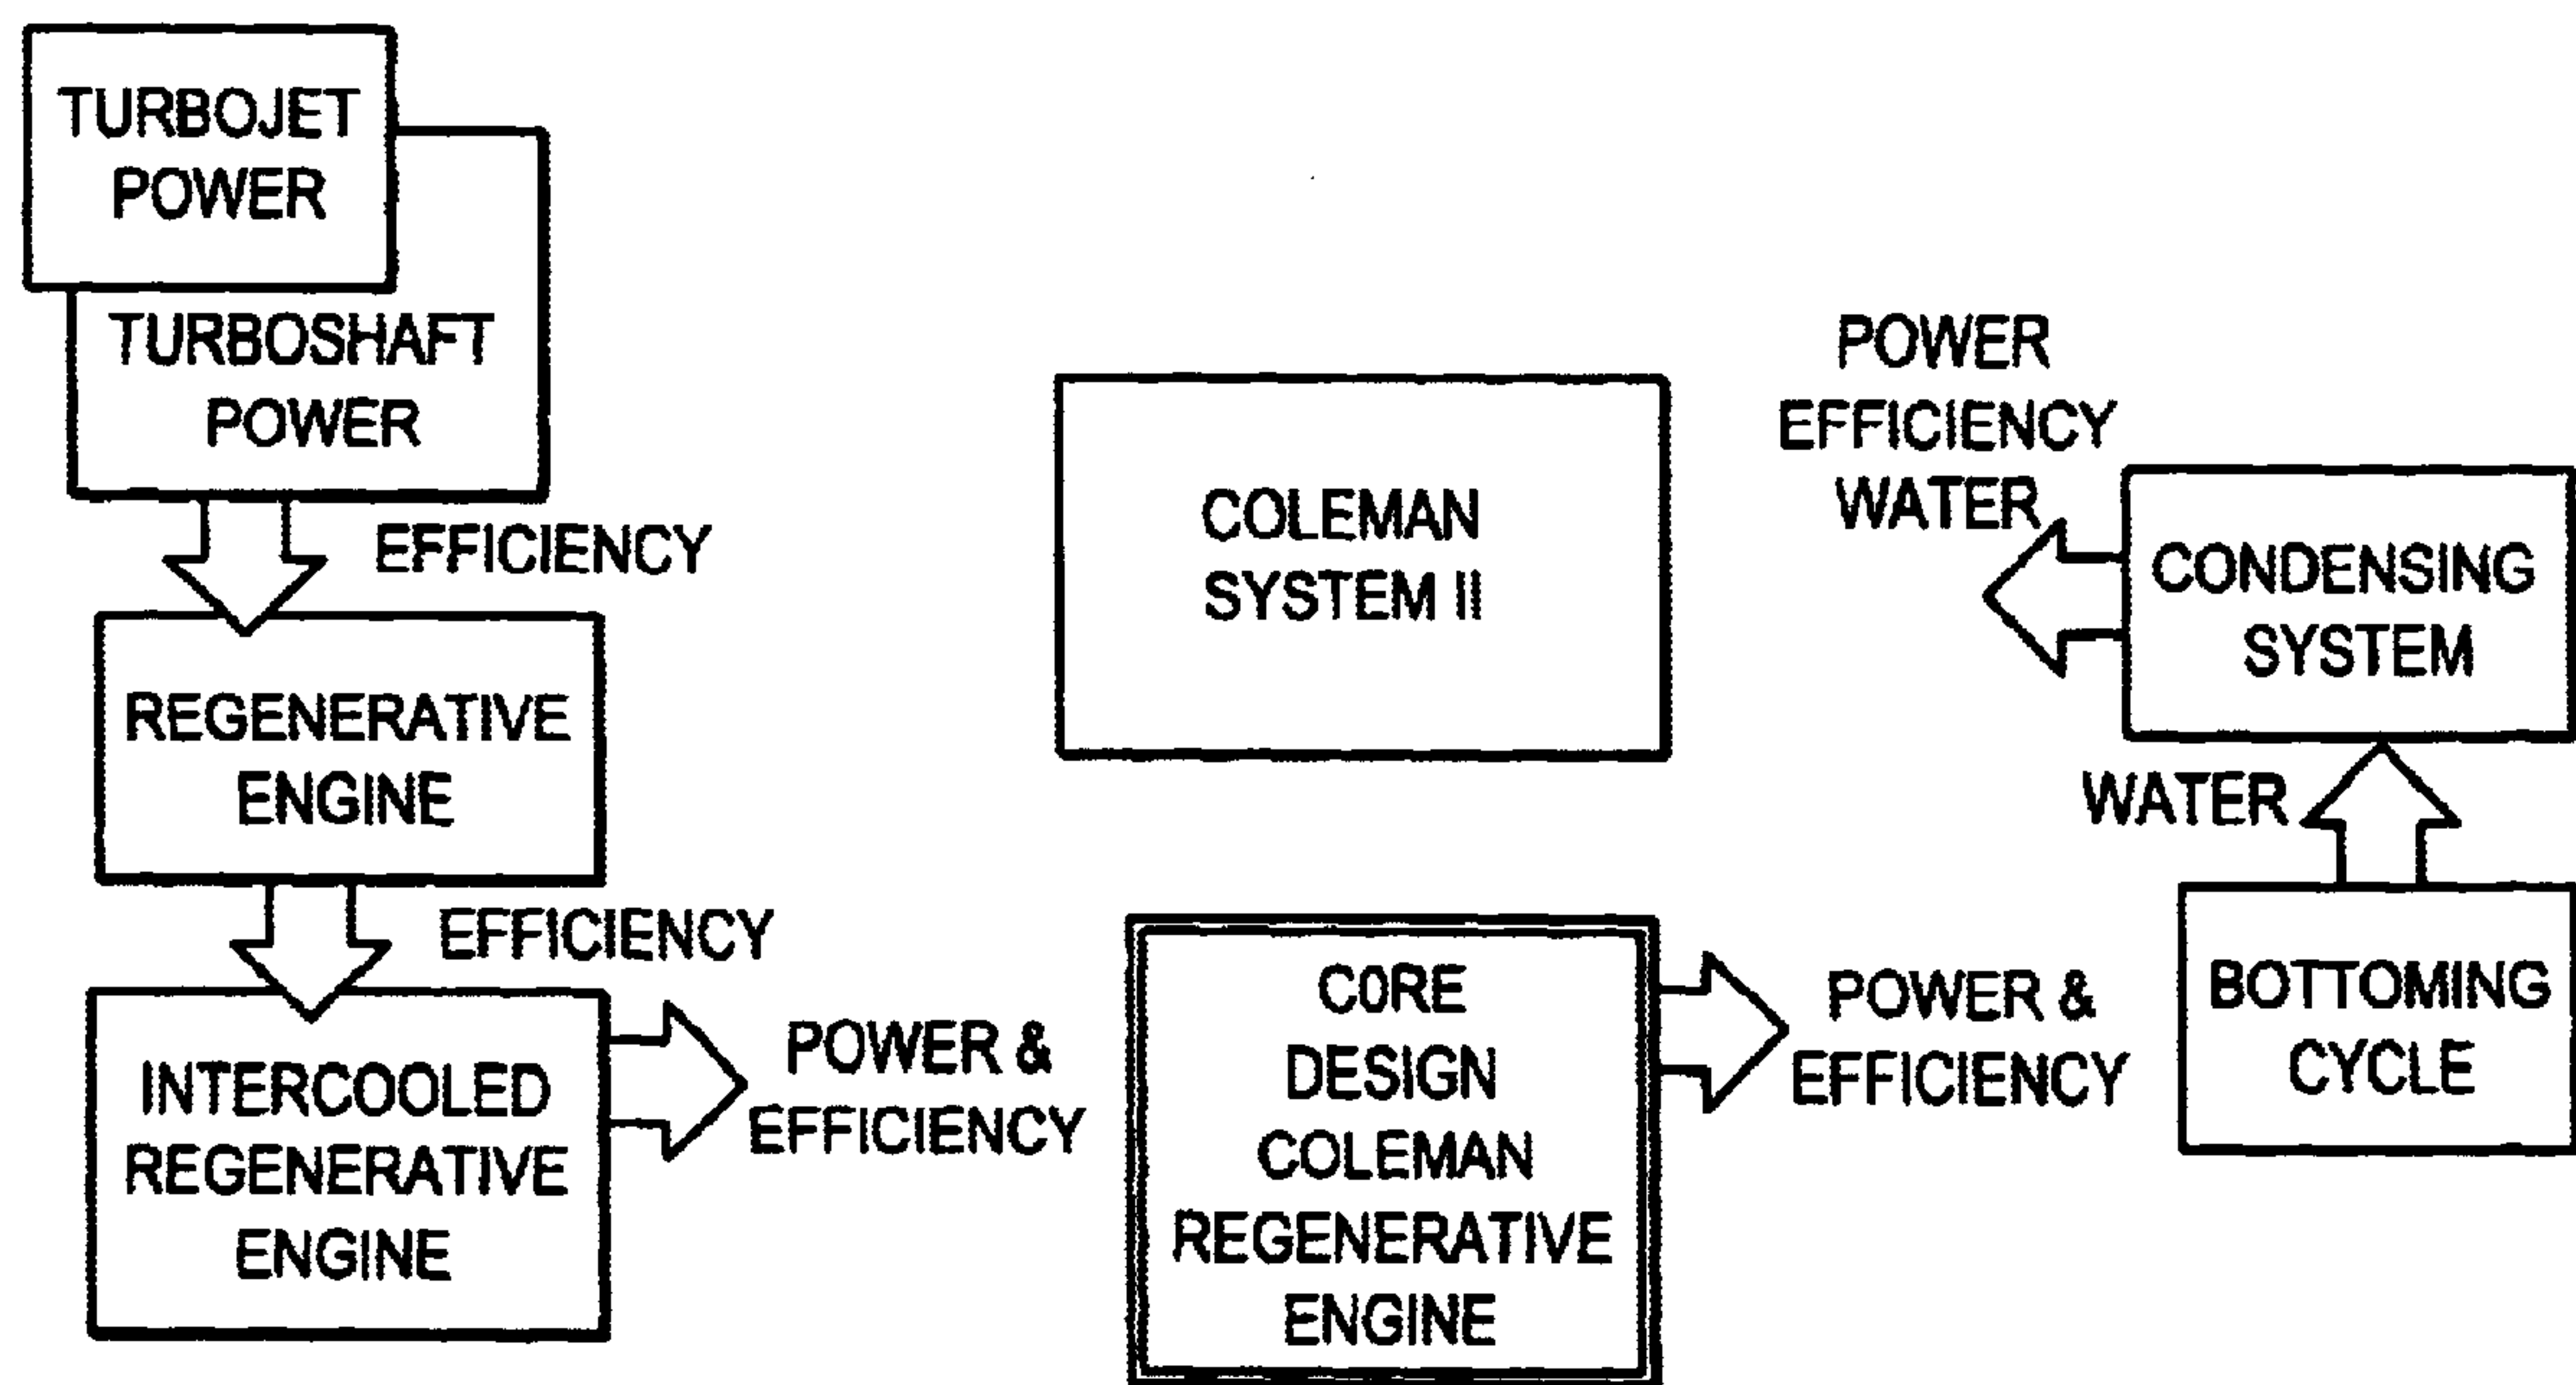 TURBOJET
POWER
TURBOSHAFT
POWER
EFFICIENCY
REGENERATIVE
ENGINE
EFFICIENCY
INTERCOOLED
REGENERATIVE
ENGINE
POWER &
EFFICIENCY
COLEMAN
SYSTEM II
C0RE
DESIGN
COLEMAN
REGENERATIVE
ENGINE
POWER &
EFFICIENCY
BOTTOMING
CYCLE
WATER
CONDENSING
SYSTEM
POWER
EFFICIENCY
WATER